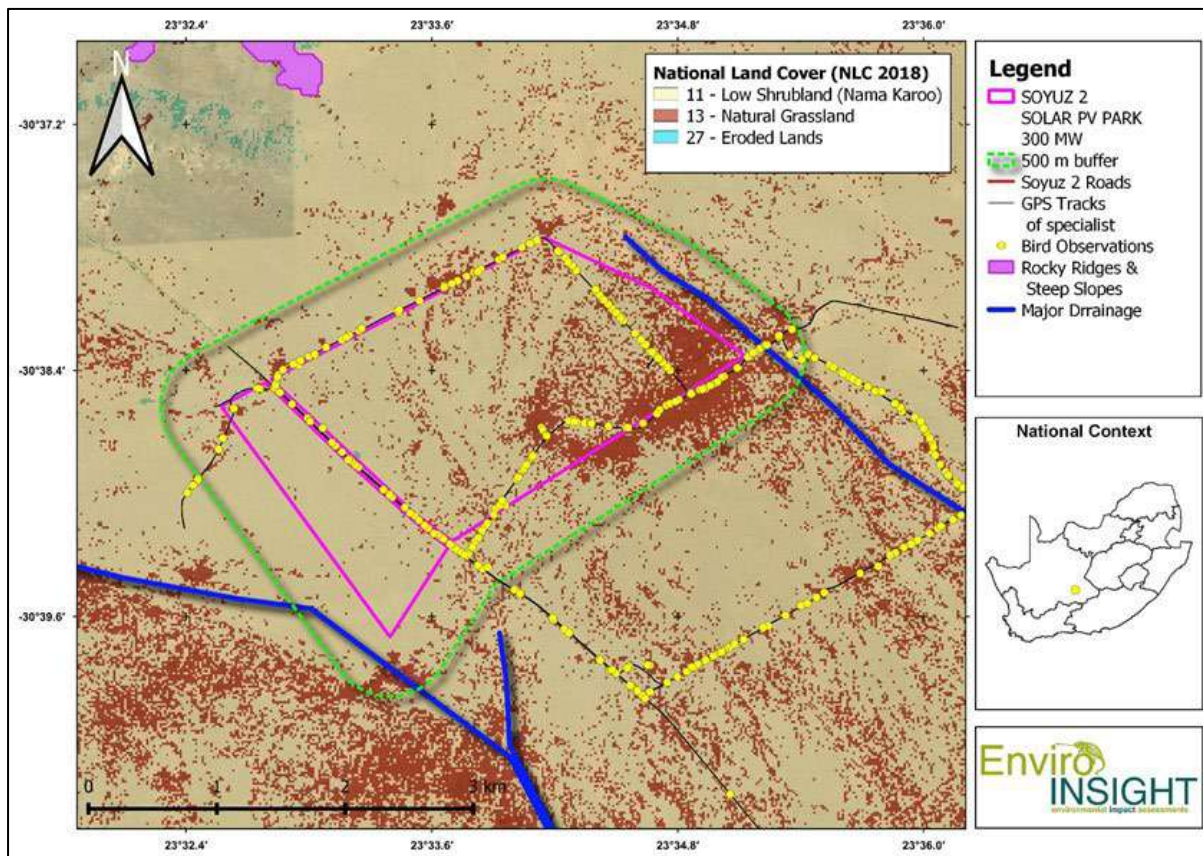 23°32.4'
23°33.6'
23°34.8'
23°36.0'
N
National Land Cover (NLC 2018)
11 - Low Shrubland (Nama Karoo)
13 - Natural Grassland
27 - Eroded Lands
Legend
SOYUZ 2
SOLAR PV PARK
300 MW
500 m buffer
Soyuz 2 Roads
GPS Tracks
of specialist
Bird Observations
Rocky Ridges &
Steep Slopes
Major Drrainage
-30°37.2'
-30°38.4'
-30°39.6'
National Context
0
1
2
3 km
Enviro
INSIGHT
environmental impact assessments
23°32.4'
23°33.6'
23°34.8'
23°36.0'